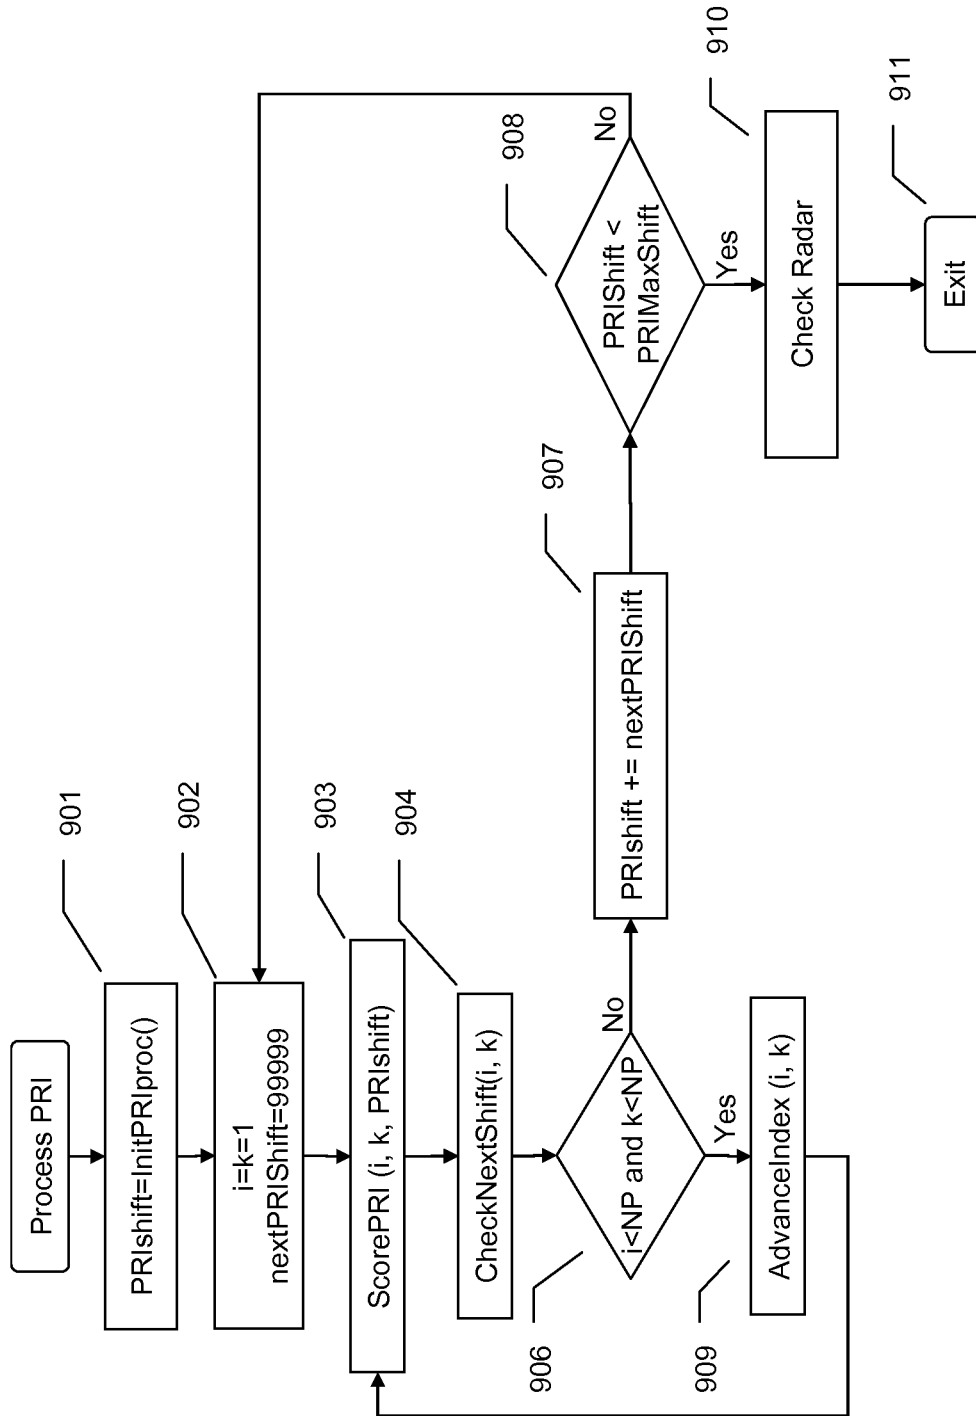 Process PRI
901
PRIshift=InitPRIproc()
902
i=k=1
nextPRIShift=99999
903
ScorePRI (i, k, PRIshift)
904
CheckNextShift(i, k)
906
i<NP and k<NP
No
Yes
909
AdvanceIndex (i, k)
907
PRIshift += nextPRIShift
908
PRIShift <
PRIMaxShift
No
Yes
910
Check Radar
911
Exit